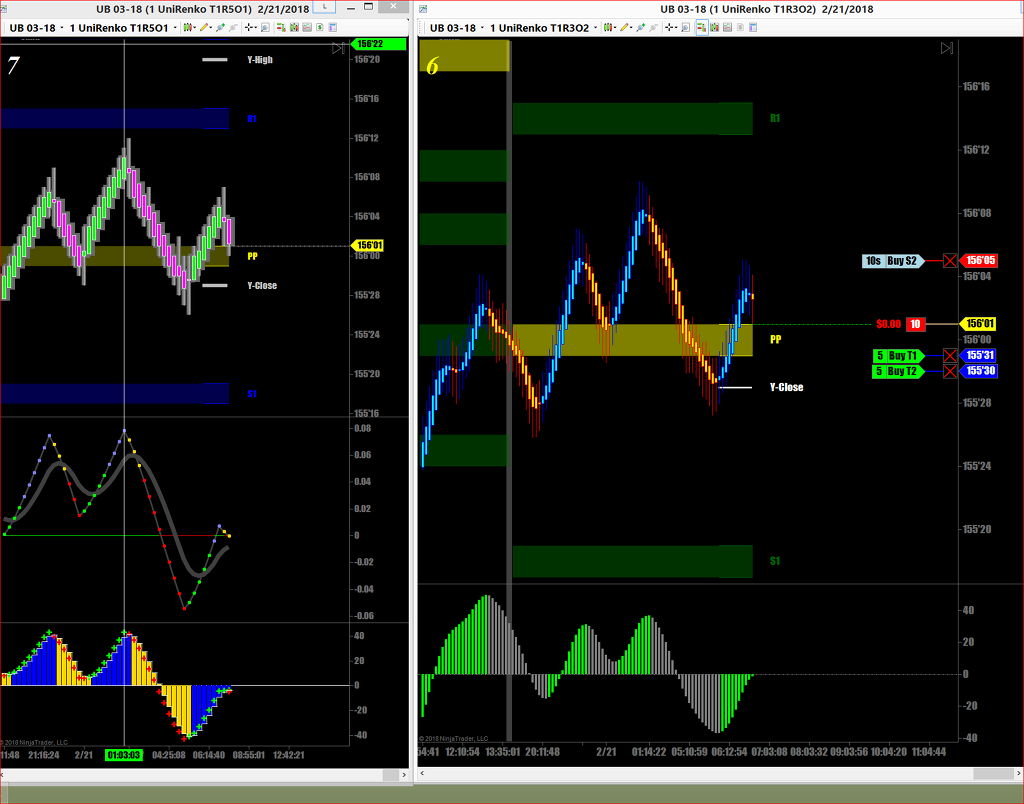 UB 03-18 (1 UniRenko T1R5O1)  2/21/2018
UB 03-18 · 1 UniRenko T1R5O1
7
Y-High
R1
PP
Y-Close
S1
156'22
156'20
156'16
156'12
156'08
156'04
156'01
156'00
155'28
155'24
155'20
155'16
0.08
0.06
0.04
0.02
0
-0.02
-0.04
-0.06
40
20
0
-20
-40
© 2018 NinjaTrader, LLC
11:48 21:16:24 2/21 01:03:03 04:25:08 06:14:40 08:55:01 12:42:21
UB 03-18 (1 UniRenko T1R3O2)  2/21/2018
UB 03-18 · 1 UniRenko T1R3O2
6
R1
PP
Y-Close
S1
10s Buy S2
$0.00 10
5 Buy T1
5 Buy T2
156'16
156'12
156'08
156'05
156'04
156'01
156'00
155'31
155'30
155'28
155'24
155'20
40
20
0
-20
-40
© 2018 NinjaTrader, LLC
54:41 12:10:54 13:35:01 20:11:48 2/21 01:14:22 05:10:59 06:12:54 07:03:08 08:03:32 09:03:56 10:04:20 11:04:44